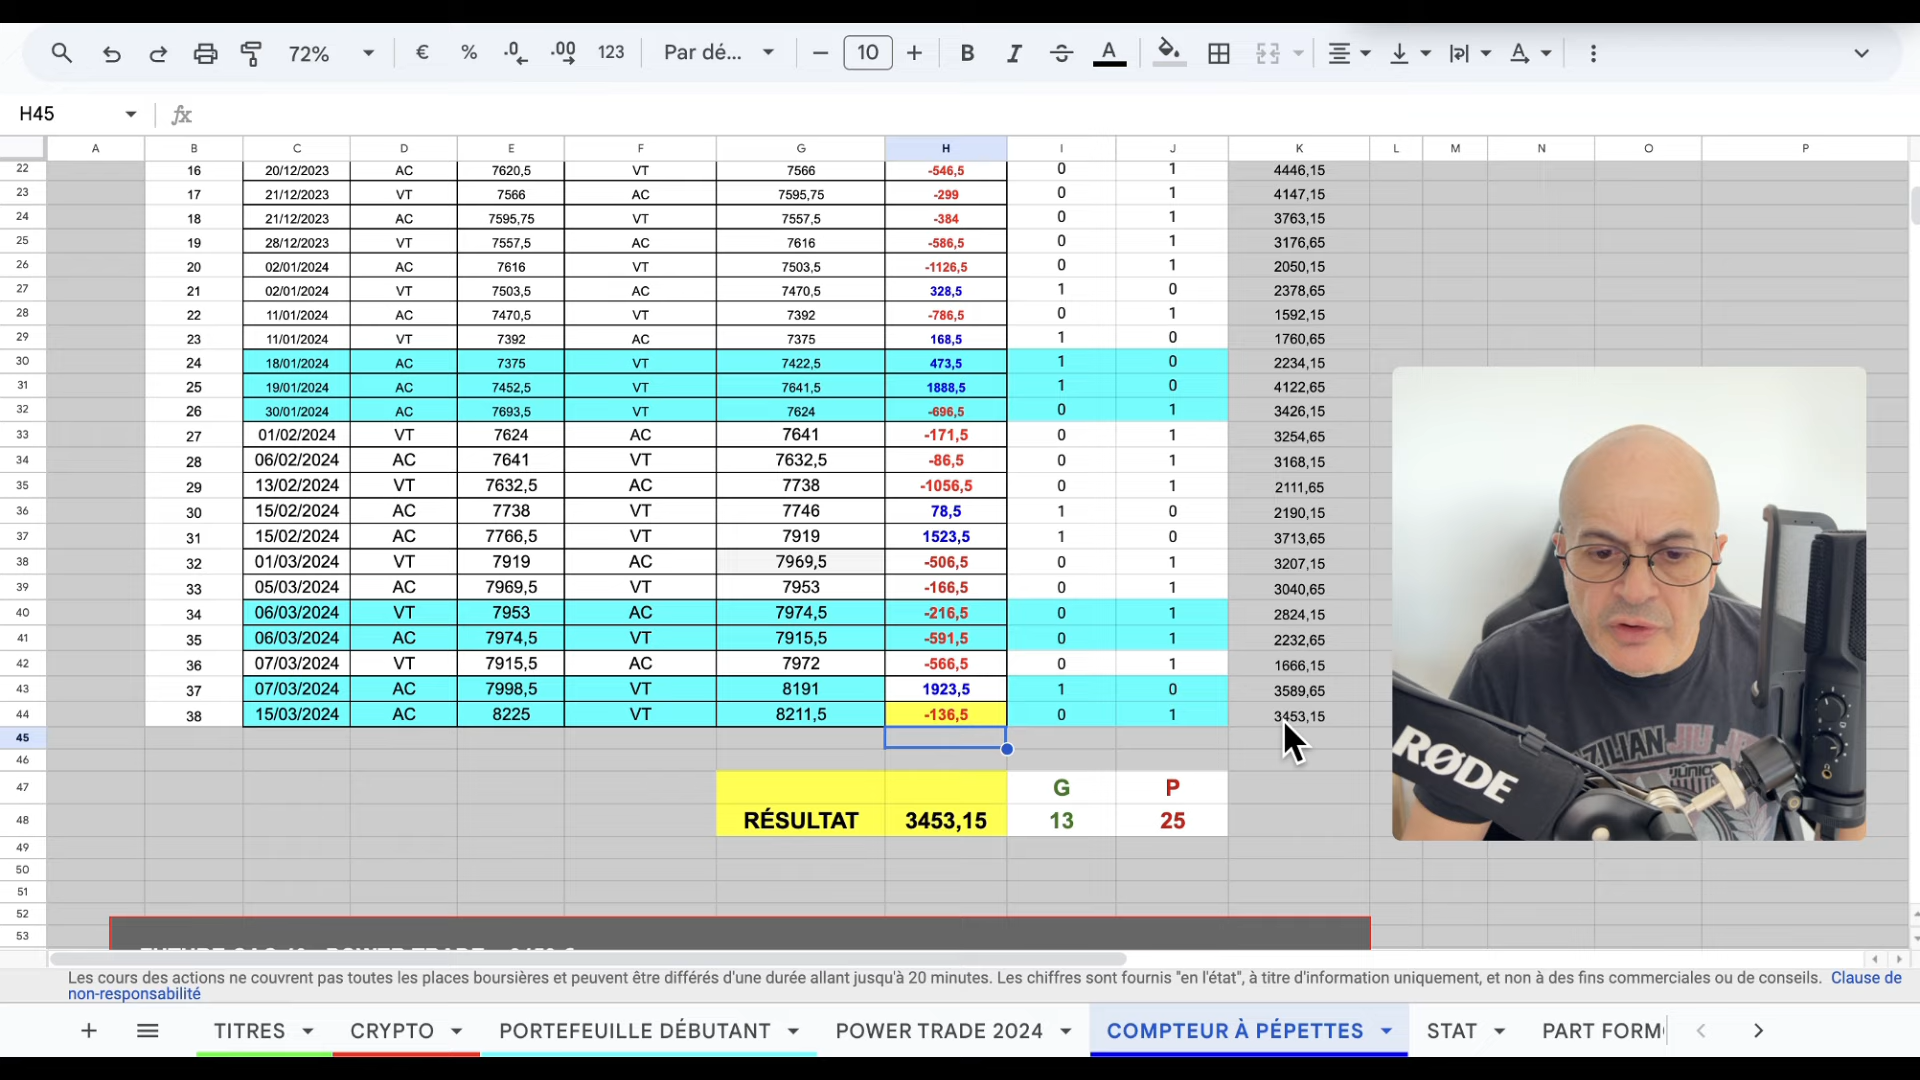 72% € % .0 .00 123 Par dé... 10 B I S A
H45 fx
A B C D E F G H I J K L M N O P
22 16 20/12/2023 AC 7620,5 VT 7566 -546,5 0 1 4446,15
23 17 21/12/2023 VT 7566 AC 7595,75 -299 0 1 4147,15
24 18 21/12/2023 AC 7595,75 VT 7557,5 -384 0 1 3763,15
25 19 28/12/2023 VT 7557,5 AC 7616 -586,5 0 1 3176,65
26 20 02/01/2024 AC 7616 VT 7503,5 -1126,5 0 1 2050,15
27 21 02/01/2024 VT 7503,5 AC 7470,5 328,5 1 0 2378,65
28 22 11/01/2024 AC 7470,5 VT 7392 -786,5 0 1 1592,15
29 23 11/01/2024 VT 7392 AC 7375 168,5 1 0 1760,65
30 24 18/01/2024 AC 7375 VT 7422,5 473,5 1 0 2234,15
31 25 19/01/2024 AC 7452,5 VT 7641,5 1888,5 1 0 4122,65
32 26 30/01/2024 AC 7693,5 VT 7624 -696,5 0 1 3426,15
33 27 01/02/2024 VT 7624 AC 7641 -171,5 0 1 3254,65
34 28 06/02/2024 AC 7641 VT 7632,5 -86,5 0 1 3168,15
35 29 13/02/2024 VT 7632,5 AC 7738 -1056,5 0 1 2111,65
36 30 15/02/2024 AC 7738 VT 7746 78,5 1 0 2190,15
37 31 15/02/2024 AC 7766,5 VT 7919 1523,5 1 0 3713,65
38 32 01/03/2024 VT 7919 AC 7969,5 -506,5 0 1 3207,15
39 33 05/03/2024 AC 7969,5 VT 7953 -166,5 0 1 3040,65
40 34 06/03/2024 VT 7953 AC 7974,5 -216,5 0 1 2824,15
41 35 06/03/2024 AC 7974,5 VT 7915,5 -591,5 0 1 2232,65
42 36 07/03/2024 VT 7915,5 AC 7972 -566,5 0 1 1666,15
43 37 07/03/2024 AC 7998,5 VT 8191 1923,5 1 0 3589,65
44 38 15/03/2024 AC 8225 VT 8211,5 -136,5 0 1 3453,15
45
46
47 G P
48 RÉSULTAT 3453,15 13 25
49
50
51
52
53
RØDE
Les cours des actions ne couvrent pas toutes les places boursières et peuvent être différés d'une durée allant jusqu'à 20 minutes. Les chiffres sont fournis "en l'état", à titre d'information uniquement, et non à des fins commerciales ou de conseils. Clause de
non-responsabilité
+ TITRES CRYPTO PORTEFEUILLE DÉBUTANT POWER TRADE 2024 COMPTEUR À PÉPETTES STAT PART FORM